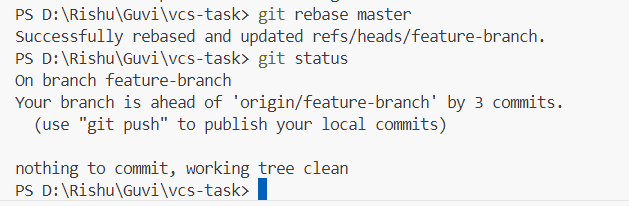 PS D:\Rishu\Guvi\vcs-task> git rebase master
Successfully rebased and updated refs/heads/feature-branch.
PS D:\Rishu\Guvi\vcs-task> git status
On branch feature-branch
Your branch is ahead of 'origin/feature-branch' by 3 commits.
  (use "git push" to publish your local commits)

nothing to commit, working tree clean
PS D:\Rishu\Guvi\vcs-task>